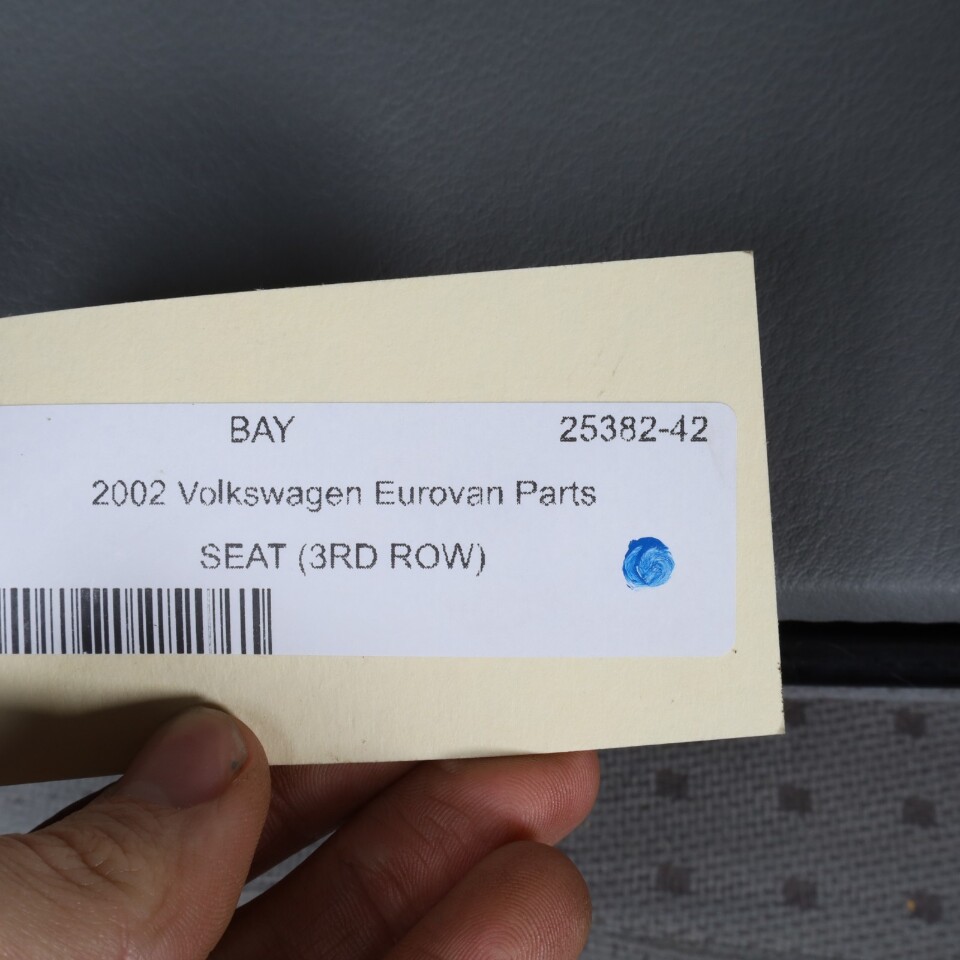 BAY 25382-42
2002 Volkswagen Eurovan Parts
SEAT (3RD ROW)